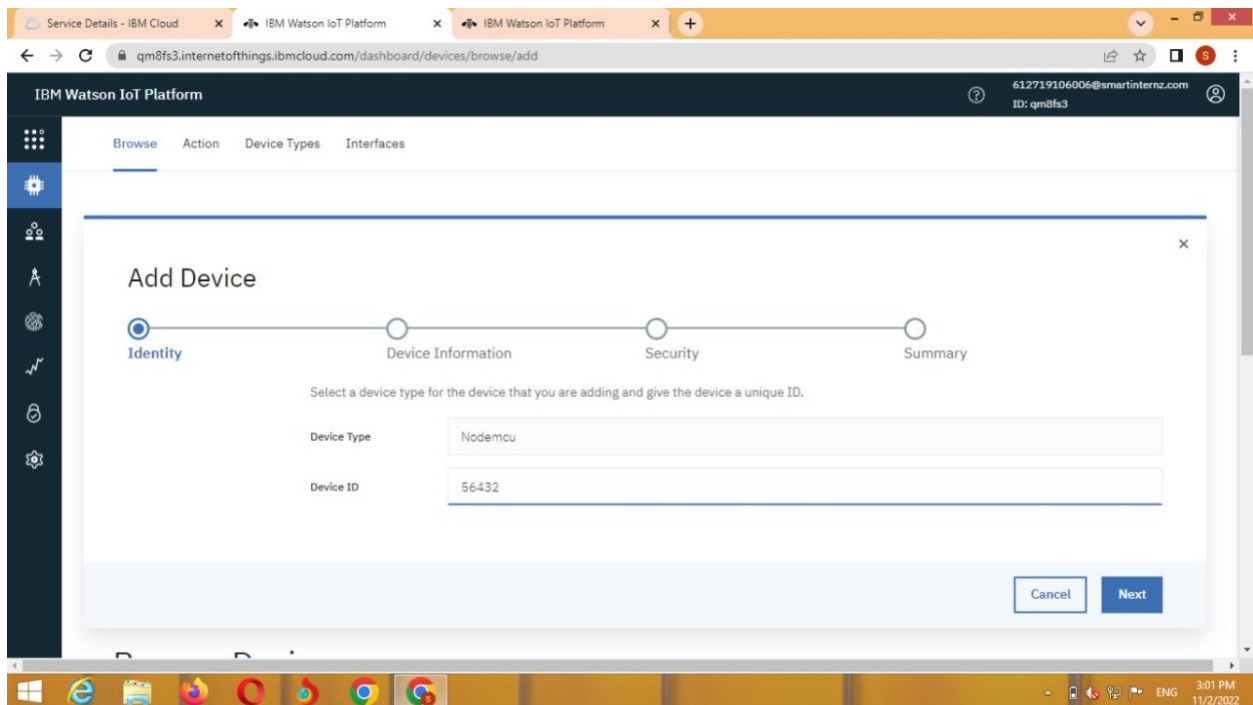 Service Details - IBM Cloud
IBM Watson IoT Platform
IBM Watson IoT Platform
qm8fs3.internetofthings.ibmcloud.com/dashboard/devices/browse/add
S
IBM Watson IoT Platform
612719106006@smartinternz.com
ID: qm8fs3
Browse Action Device Types Interfaces
Add Device
Identity Device Information Security Summary
Select a device type for the device that you are adding and give the device a unique ID.
Device Type Nodemcu
Device ID 56432
Cancel Next
ENG
3:01 PM
11/2/2022